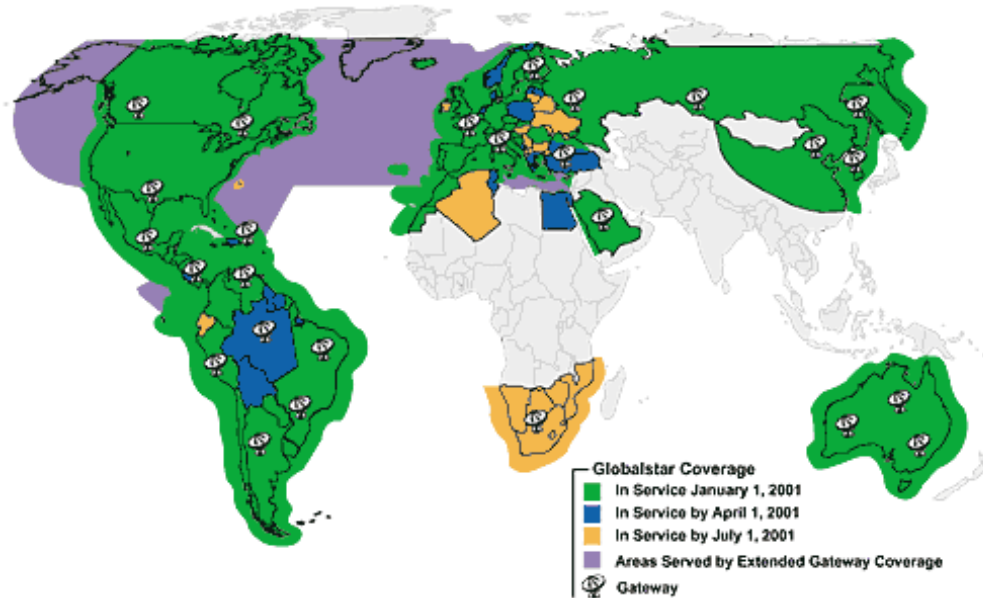 Globalstar Coverage
In Service January 1, 2001
In Service by April 1, 2001
In Service by July 1, 2001
Areas Served by Extended Gateway Coverage
Gateway